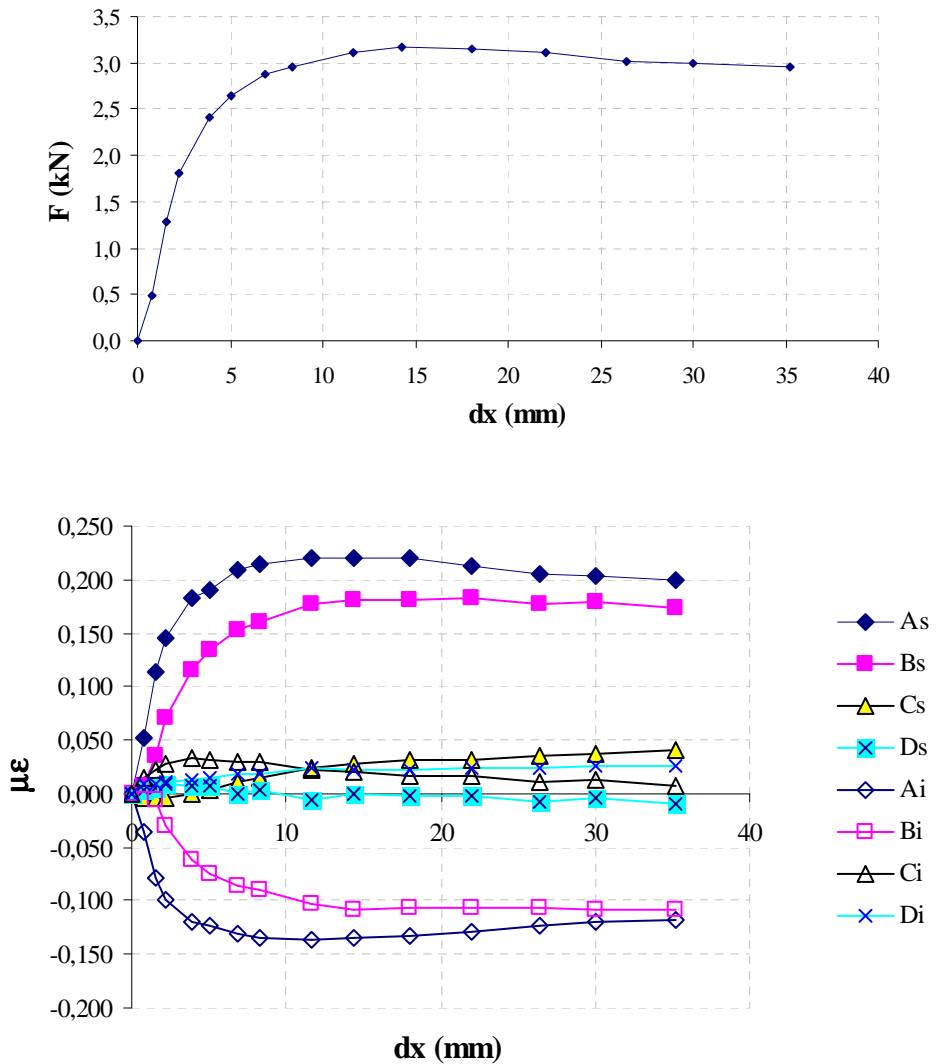 3,5
3,0
2,5
2,0
1,5
1,0
0,5
0,0
F (kN)
0 5 10 15 20 25 30 35 40
dx (mm)
0,250
0,200
0,150
0,100
0,050
0,000
-0,050
-0,100
-0,150
-0,200
με
0 10 20 30 40
dx (mm)
As
Bs
Cs
Ds
Ai
Bi
Ci
Di